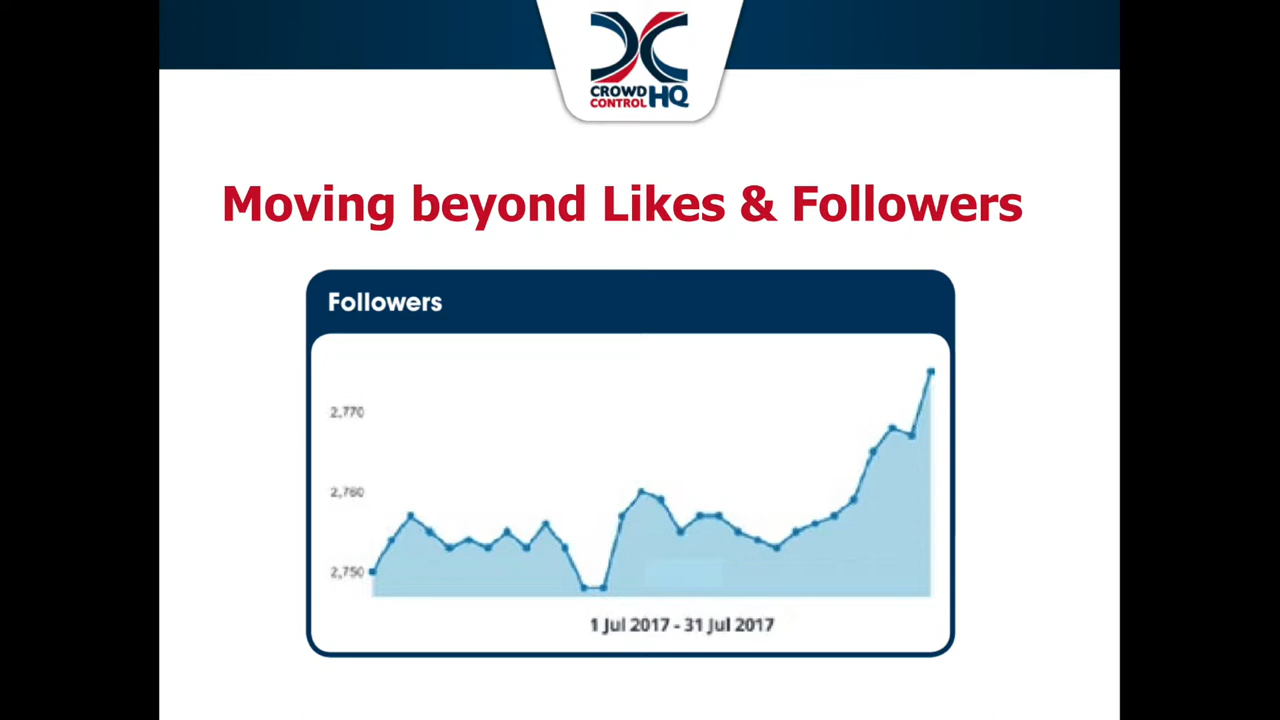 CROWD
CONTROL HQ
Moving beyond Likes & Followers
Followers
2,770
2,760
2,750
1 Jul 2017 - 31 Jul 2017